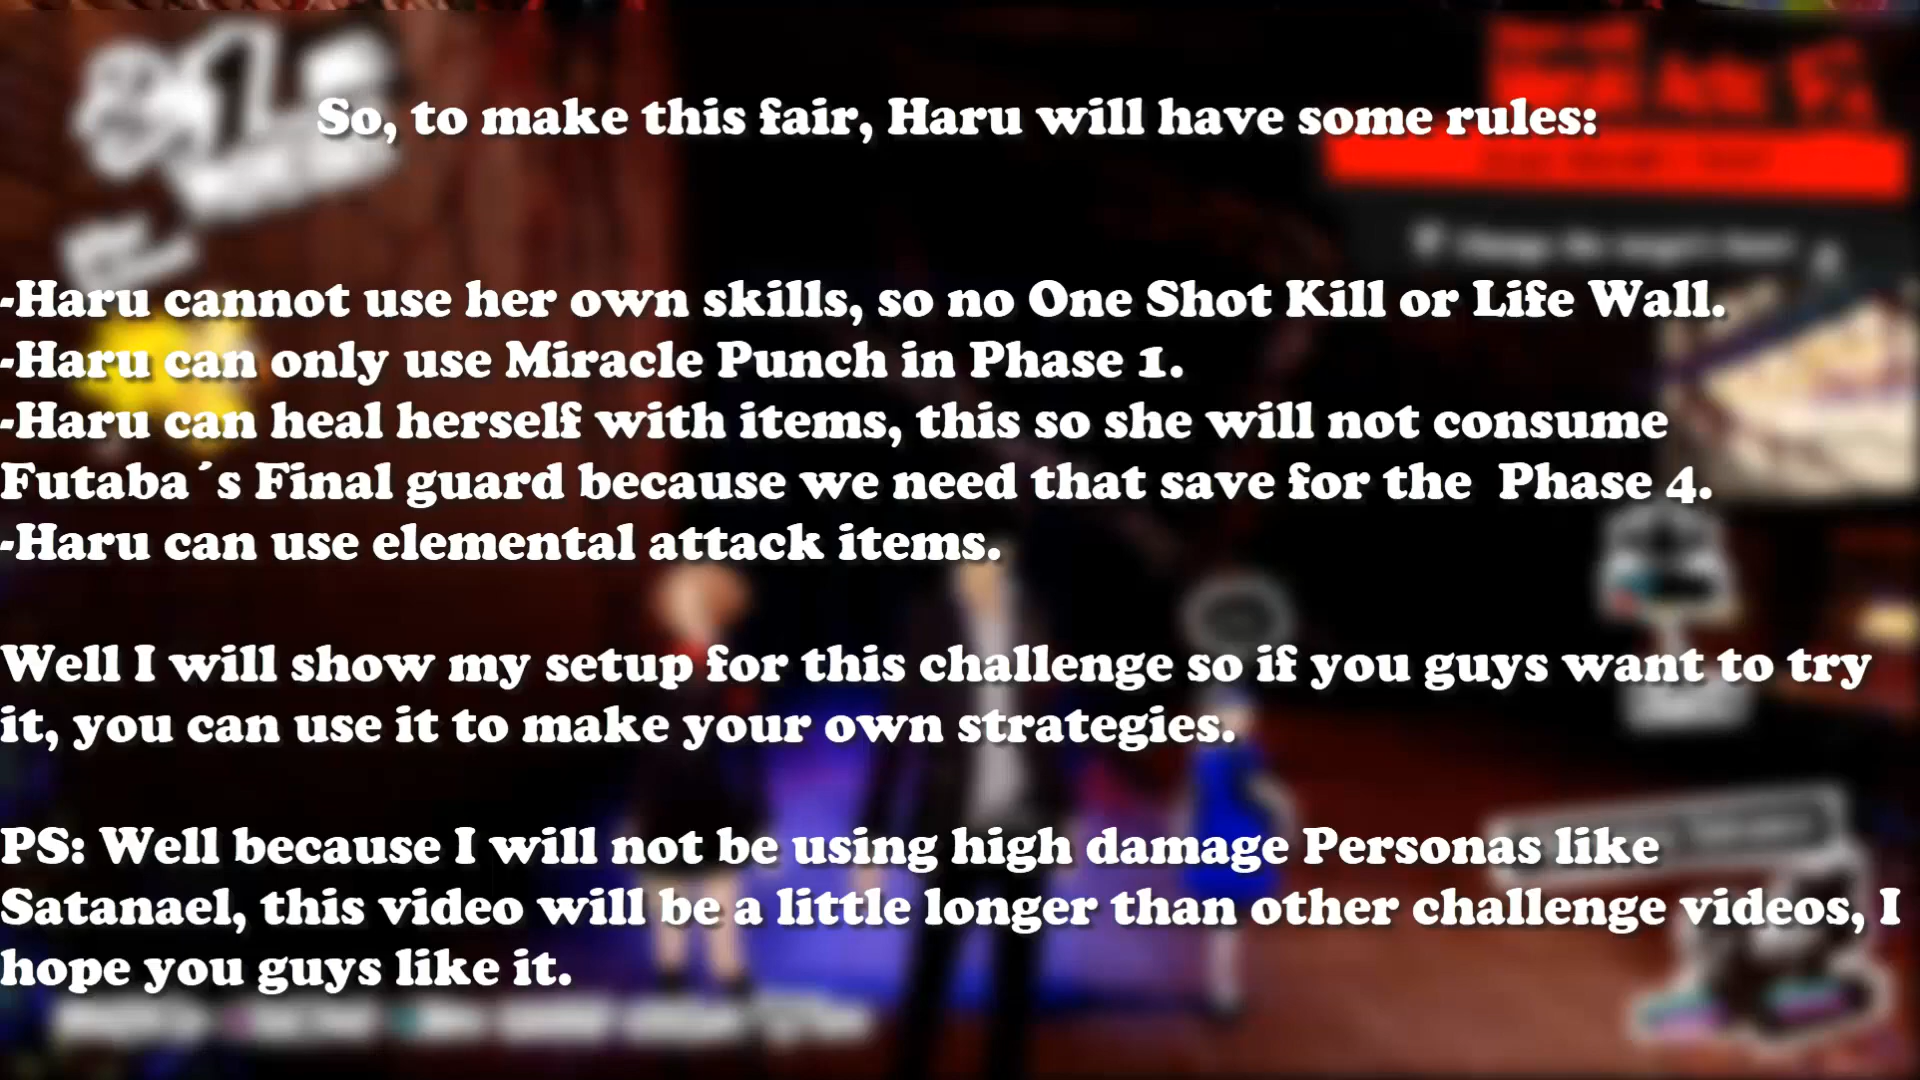 So, to make this fair, Haru will have some rules:
-Haru cannot use her own skills, so no One Shot Kill or Life Wall.
-Haru can only use Miracle Punch in Phase 1.
-Haru can heal herself with items, this so she will not consume
Futaba´s Final guard because we need that save for the  Phase 4.
-Haru can use elemental attack items.
Well I will show my setup for this challenge so if you guys want to try
it, you can use it to make your own strategies.
PS: Well because I will not be using high damage Personas like
Satanael, this video will be a little longer than other challenge videos, I
hope you guys like it.